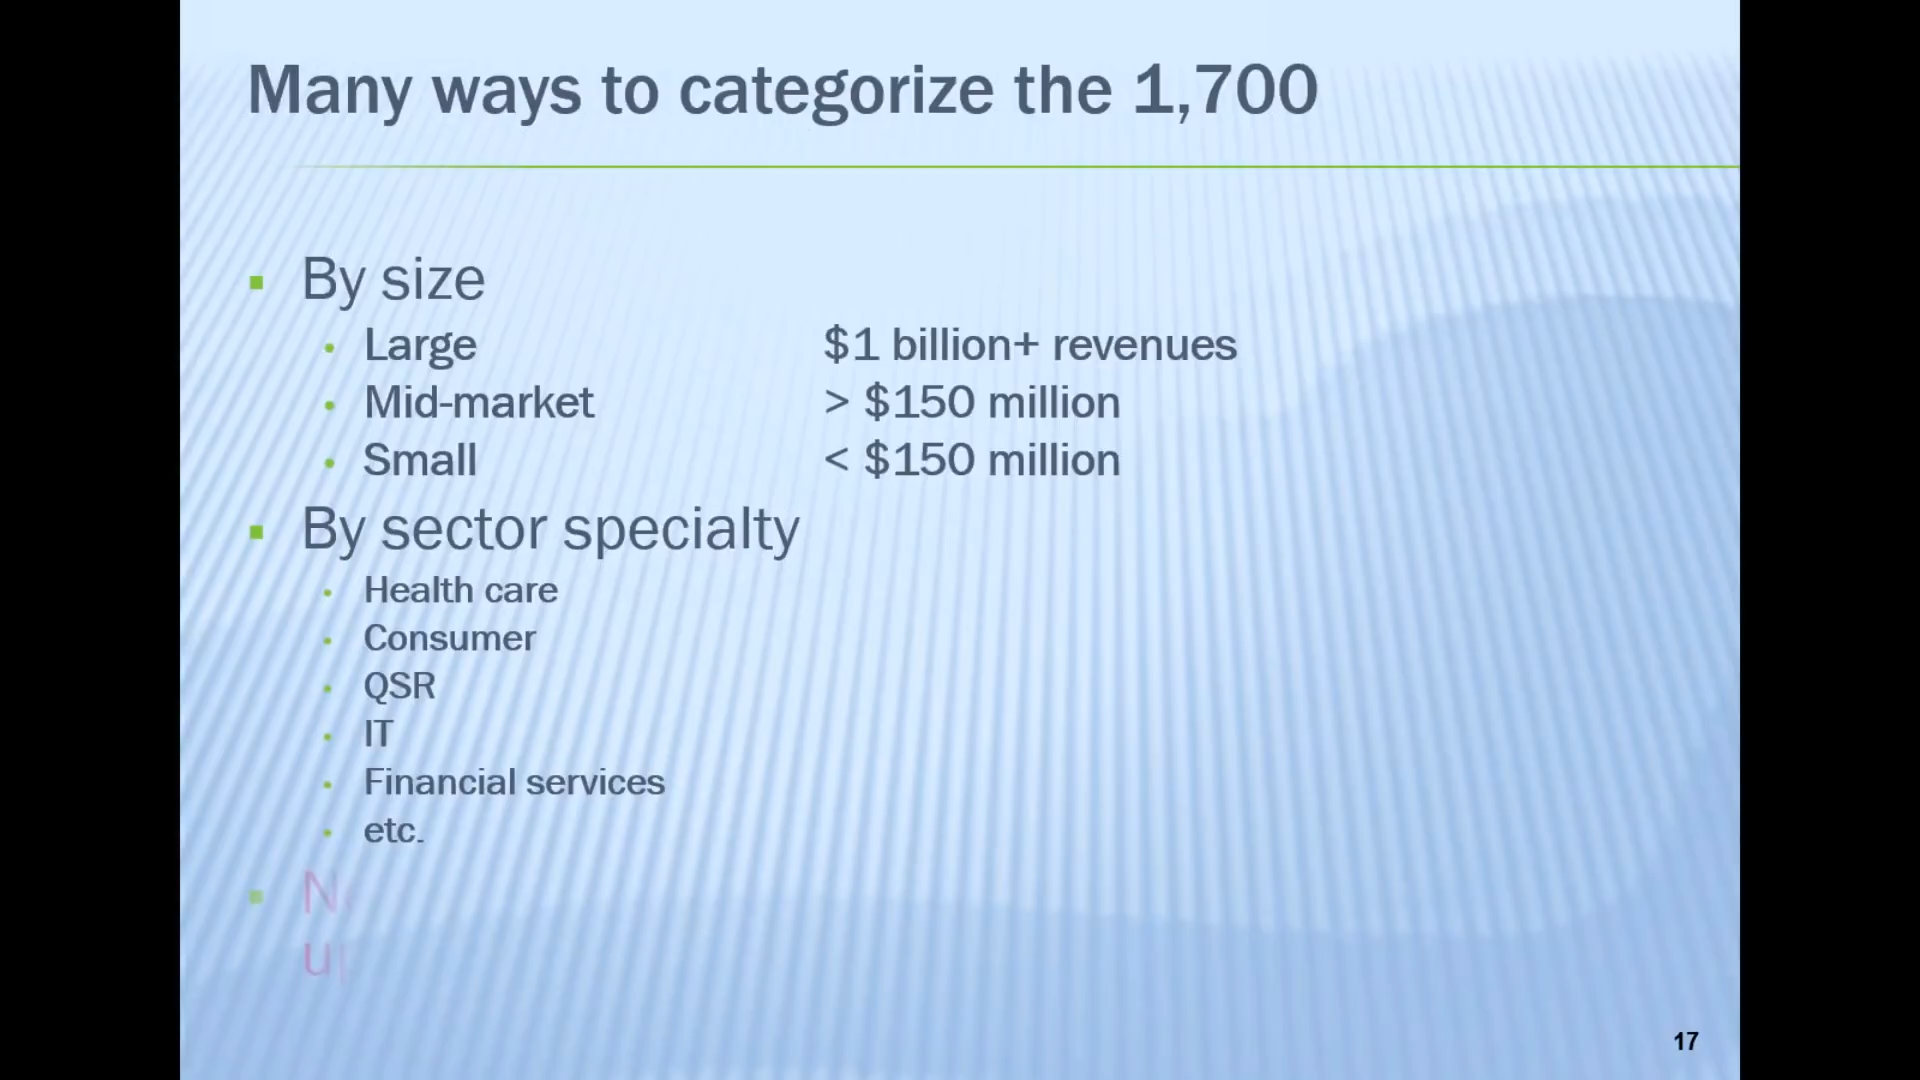 Many ways to categorize the 1,700
By size
Large $1 billion+ revenues
Mid-market > $150 million
Small < $150 million
By sector specialty
Health care
Consumer
QSR
IT
Financial services
etc.
17